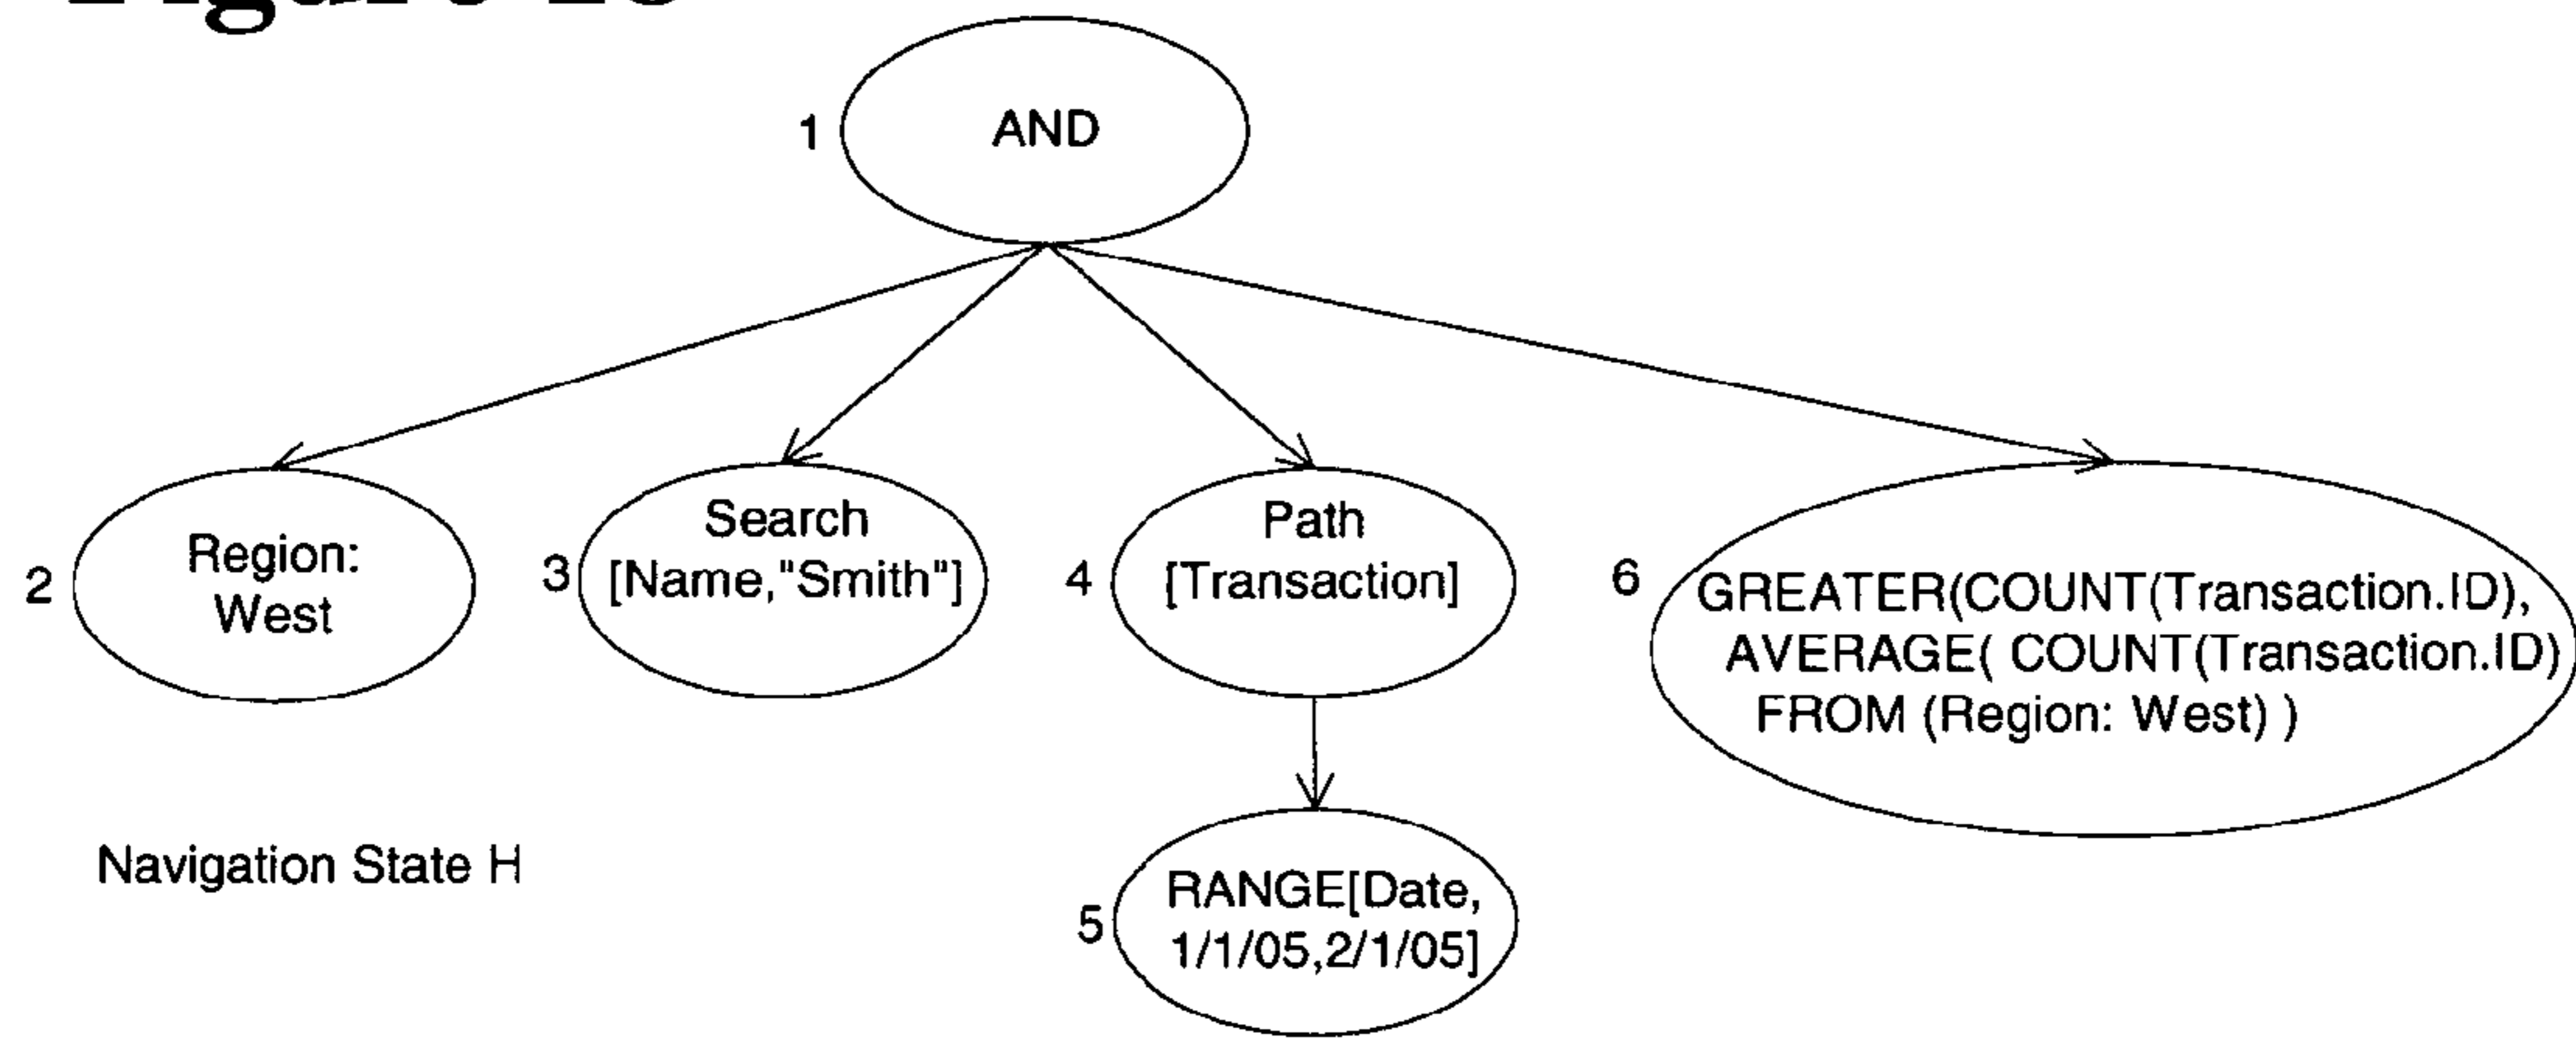 1
AND
2
Region:
West
3
Search
[Name,"Smith"]
4
Path
[Transaction]
6
GREATER(COUNT(Transaction.ID),
AVERAGE( COUNT(Transaction.ID)
FROM (Region: West) )
Navigation State H
5
RANGE[Date,
1/1/05,2/1/05]